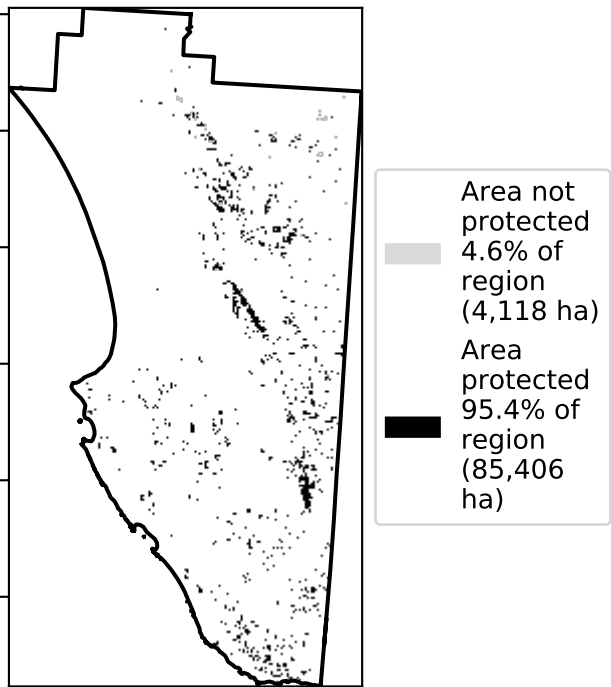 Area not
protected
4.6% of
region
(4,118 ha)
Area
protected
95.4% of
region
(85,406
ha)